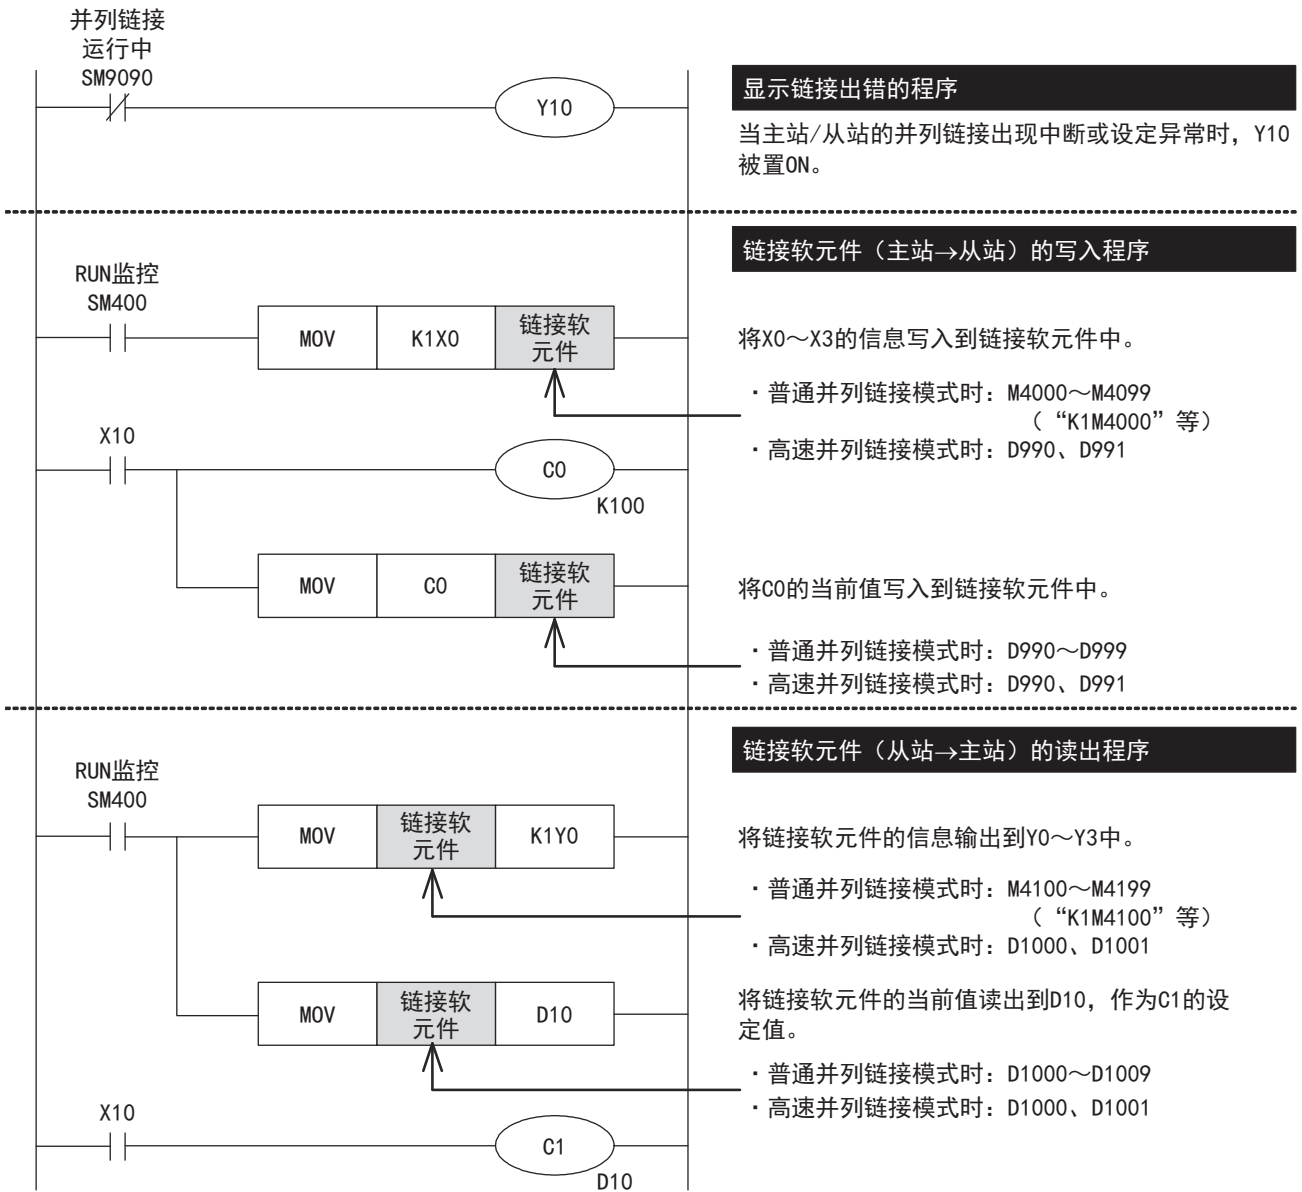 并列链接
运行中
SM9090
Y10
显示链接出错的程序
当主站/从站的并列链接出现中断或设定异常时，Y10
被置ON。
链接软元件（主站→从站）的写入程序
RUN监控
SM400
MOV K1X0 链接软
元件
将X0～X3的信息写入到链接软元件中。
・普通并列链接模式时：M4000～M4099
（“K1M4000”等）
・高速并列链接模式时：D990、D991
X10
C0
K100
MOV C0 链接软
元件
将C0的当前值写入到链接软元件中。
・普通并列链接模式时：D990～D999
・高速并列链接模式时：D990、D991
链接软元件（从站→主站）的读出程序
RUN监控
SM400
MOV 链接软
元件 K1Y0
将链接软元件的信息输出到Y0～Y3中。
・普通并列链接模式时：M4100～M4199
（“K1M4100”等）
・高速并列链接模式时：D1000、D1001
MOV 链接软
元件 D10
将链接软元件的当前值读出到D10，作为C1的设
定值。
・普通并列链接模式时：D1000～D1009
・高速并列链接模式时：D1000、D1001
X10
C1
D10